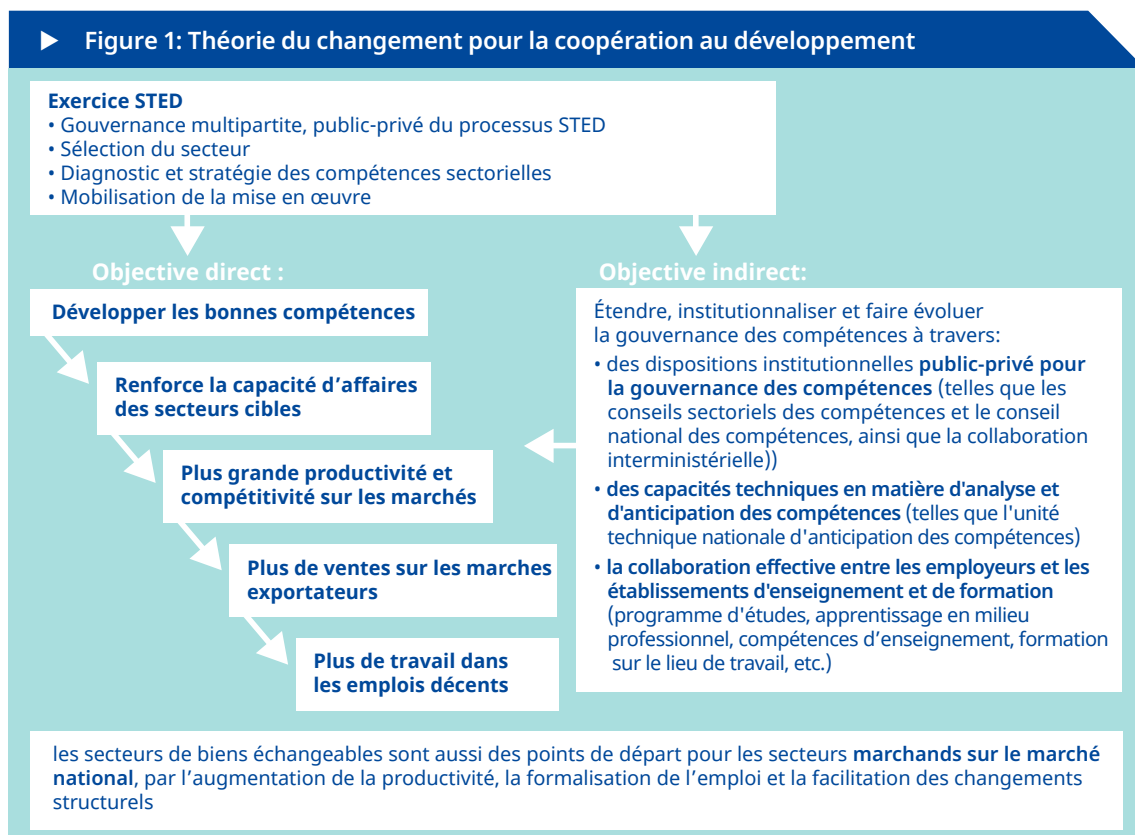 Figure 1: Théorie du changement pour la coopération au développement
Exercice STED
• Gouvernance multipartite, public-privé du processus STED
• Sélection du secteur
• Diagnostic et stratégie des compétences sectorielles
• Mobilisation de la mise en œuvre
Objective direct :
Développer les bonnes compétences
Renforce la capacité d’affaires
des secteurs cibles
Plus grande productivité et
compétitivité sur les marchés
Plus de ventes sur les marches
exportateurs
Plus de travail dans
les emplois décents
Objective indirect:
Étendre, institutionnaliser et faire évoluer
la gouvernance des compétences à travers:
• des dispositions institutionnelles public-privé pour
la gouvernance des compétences (telles que les
conseils sectoriels des compétences et le conseil
national des compétences, ainsi que la collaboration
interministérielle))
• des capacités techniques en matière d'analyse et
d'anticipation des compétences (telles que l'unité
technique nationale d'anticipation des compétences)
• la collaboration effective entre les employeurs et les
établissements d'enseignement et de formation
(programme d'études, apprentissage en milieu
professionnel, compétences d’enseignement, formation
sur le lieu de travail, etc.)
les secteurs de biens échangeables sont aussi des points de départ pour les secteurs marchands sur le marché
national, par l’augmentation de la productivité, la formalisation de l’emploi et la facilitation des changements
structurels